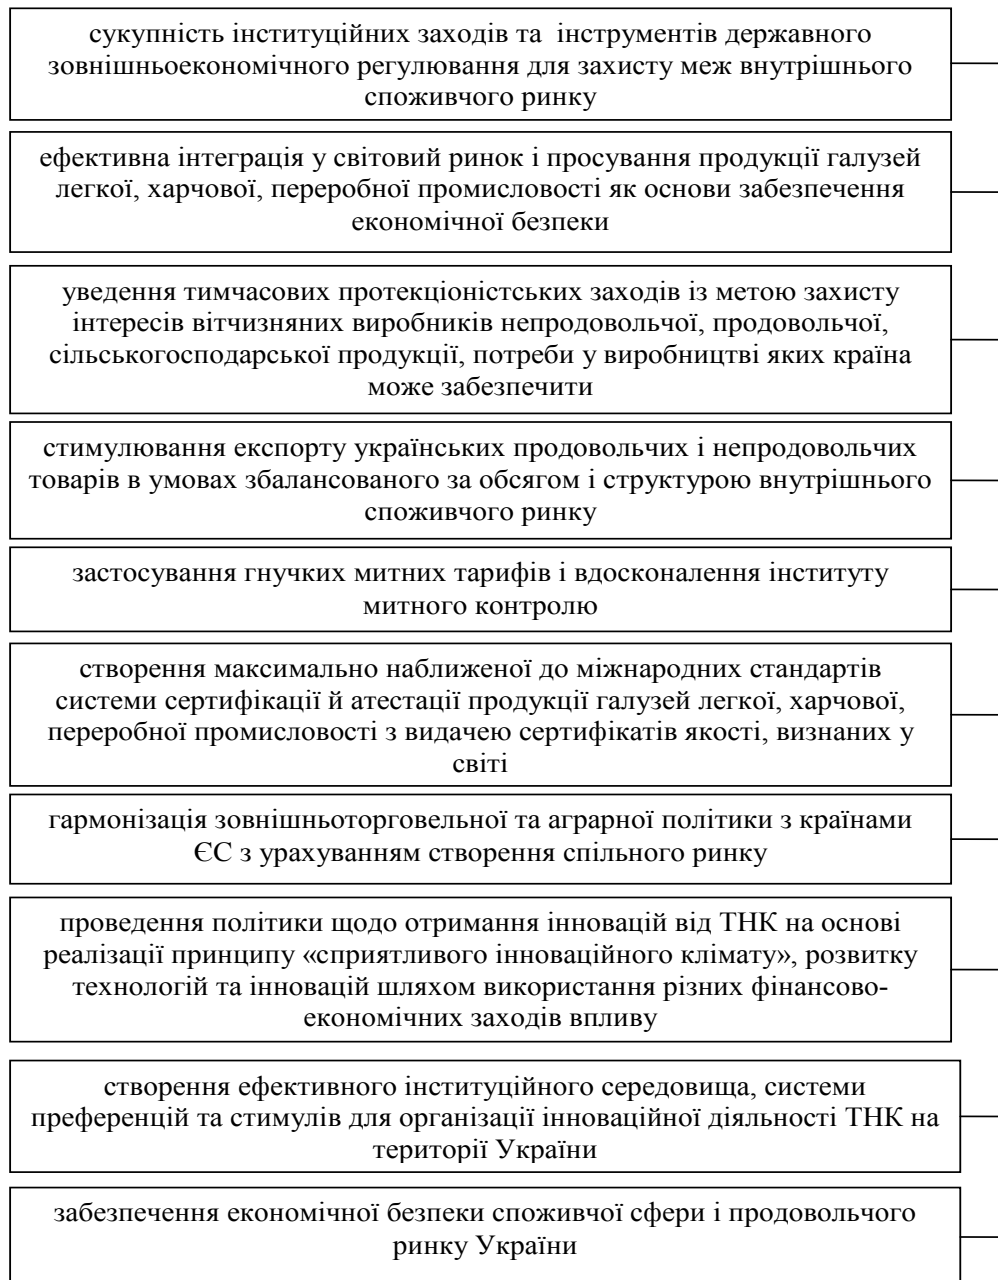 сукупність інституційних заходів та інструментів державного
зовнішньоекономічного регулювання для захисту меж внутрішнього
споживчого ринку
ефективна інтеграція у світовий ринок і просування продукції галузей
легкої, харчової, переробної промисловості як основи забезпечення
економічної безпеки
уведення тимчасових протекціоністських заходів із метою захисту
інтересів вітчизняних виробників непродовольчої, продовольчої,
сільськогосподарської продукції, потреби у виробництві яких країна
може забезпечити
стимулювання експорту українських продовольчих і непродовольчих
товарів в умовах збалансованого за обсягом і структурою внутрішнього
споживчого ринку
застосування гнучких митних тарифів і вдосконалення інституту
митного контролю
створення максимально наближеної до міжнародних стандартів
системи сертифікації й атестації продукції галузей легкої, харчової,
переробної промисловості з видачею сертифікатів якості, визнаних у
світі
гармонізація зовнішньоторговельної та аграрної політики з країнами
ЄС з урахуванням створення спільного ринку
проведення політики щодо отримання інновацій від ТНК на основі
реалізації принципу «сприятливого інноваційного клімату», розвитку
технологій та інновацій шляхом використання різних фінансово-
економічних заходів впливу
створення ефективного інституційного середовища, системи
преференцій та стимулів для організації інноваційної діяльності ТНК на
території України
забезпечення економічної безпеки споживчої сфери і продовольчого
ринку України